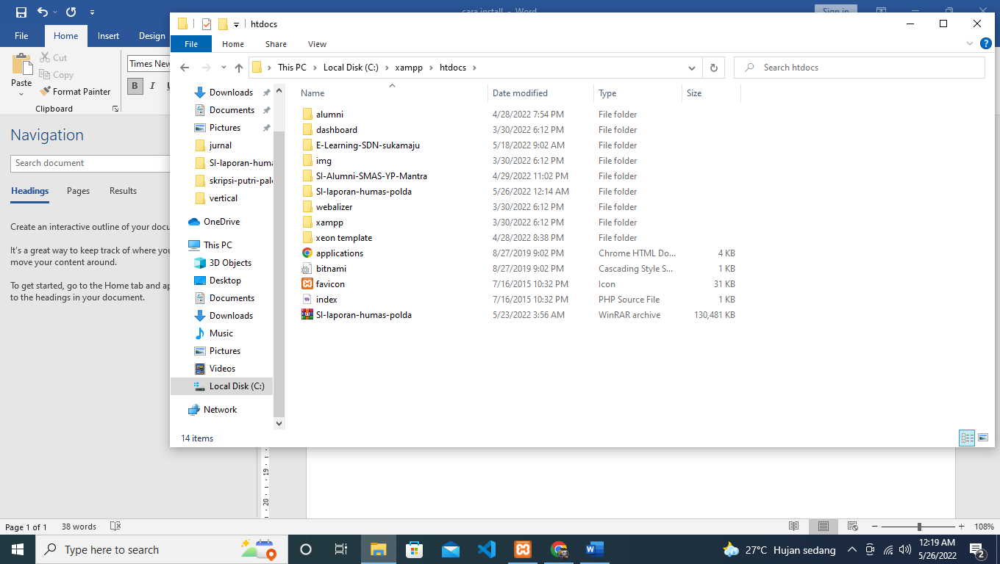 cara install - Word
Sign in
File
Home
Insert
Design
Cut
Copy
Paste
Format Painter
Clipboard
Times New
B
I
U
Navigation
Search document
Headings
Pages
Results
Create an interactive outline of your docu
It's a great way to keep track of where you
move your content around.
To get started, go to the Home tab and ap
to the headings in your document.
htdocs
File
Home
Share
View
This PC
Local Disk (C:)
xampp
htdocs
Search htdocs
Downloads
Documents
Pictures
jurnal
SI-laporan-huma
skripsi-putri-pale
vertical
OneDrive
This PC
3D Objects
Desktop
Documents
Downloads
Music
Pictures
Videos
Local Disk (C:)
Network
Name Date modified Type Size
alumni 4/28/2022 7:54 PM File folder
dashboard 3/30/2022 6:12 PM File folder
E-Learning-SDN-sukamaju 5/18/2022 9:02 AM File folder
img 3/30/2022 6:12 PM File folder
SI-Alumni-SMAS-YP-Mantra 4/29/2022 11:02 PM File folder
SI-laporan-humas-polda 5/26/2022 12:14 AM File folder
webalizer 3/30/2022 6:12 PM File folder
xampp 3/30/2022 6:12 PM File folder
xeon template 4/28/2022 8:38 PM File folder
applications 8/27/2019 9:02 PM Chrome HTML Do... 4 KB
bitnami 8/27/2019 9:02 PM Cascading Style S... 1 KB
favicon 7/16/2015 10:32 PM Icon 31 KB
index 7/16/2015 10:32 PM PHP Source File 1 KB
SI-laporan-humas-polda 5/23/2022 3:56 AM WinRAR archive 130,481 KB
14 items
19
20
Page 1 of 1
38 words
108%
Type here to search
27°C Hujan sedang
12:19 AM
5/26/2022
2